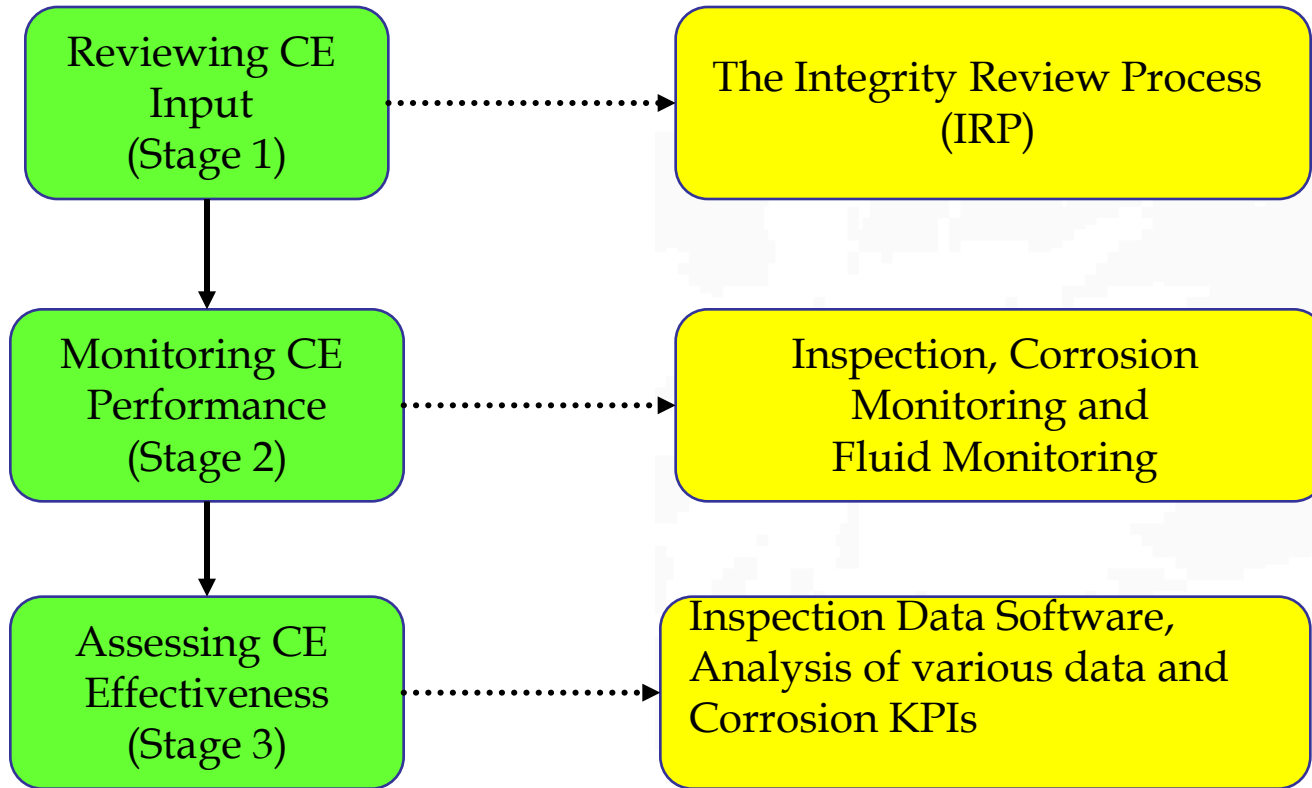 Reviewing CE
Input
(Stage 1)
The Integrity Review Process
(IRP)
Monitoring CE
Performance
(Stage 2)
Inspection, Corrosion
Monitoring and
Fluid Monitoring
Assessing CE
Effectiveness
(Stage 3)
Inspection Data Software,
Analysis of various data and
Corrosion KPIs